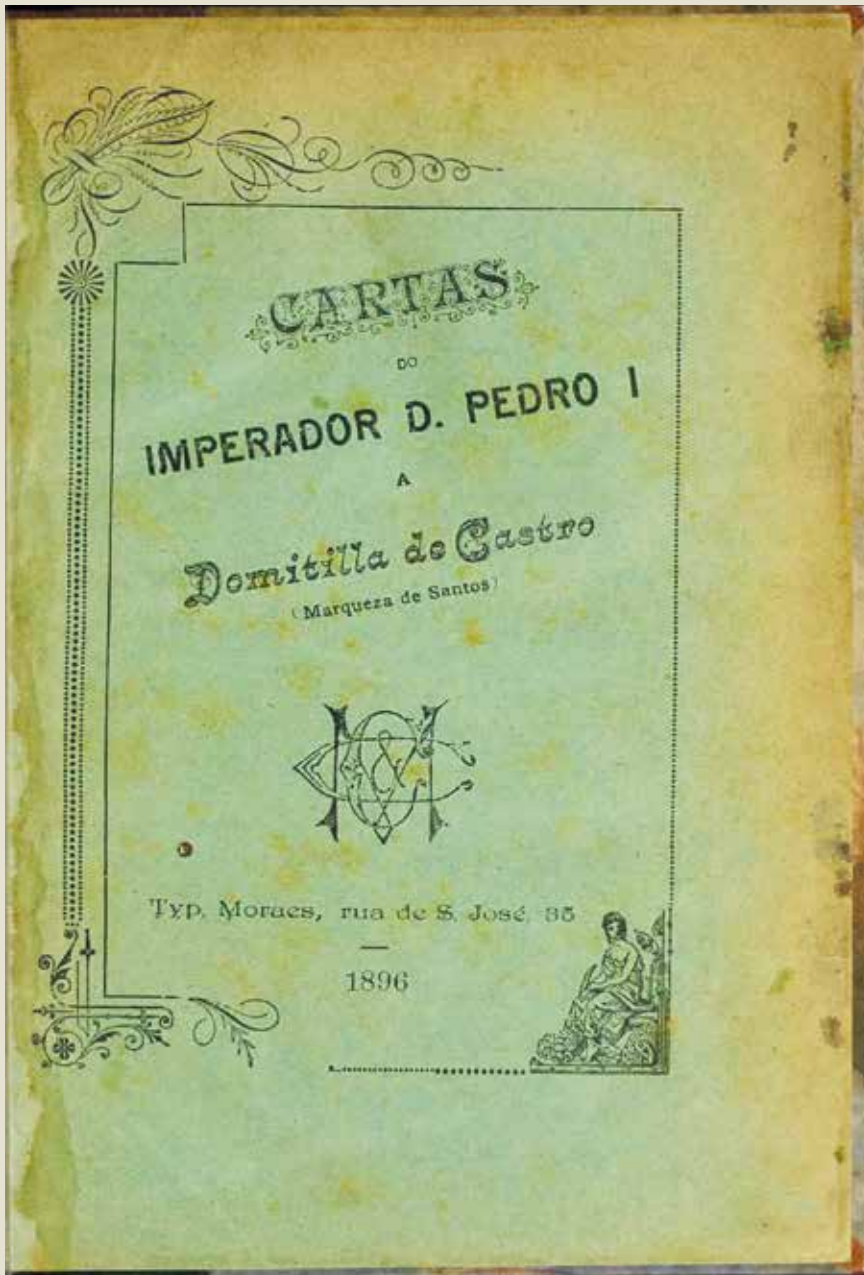 CARTAS
DO
IMPERADOR D. PEDRO I
A
Domitilla de Castro
(Marqueza de Santos)
Typ. Moraes, rua de S. José, 35
1896